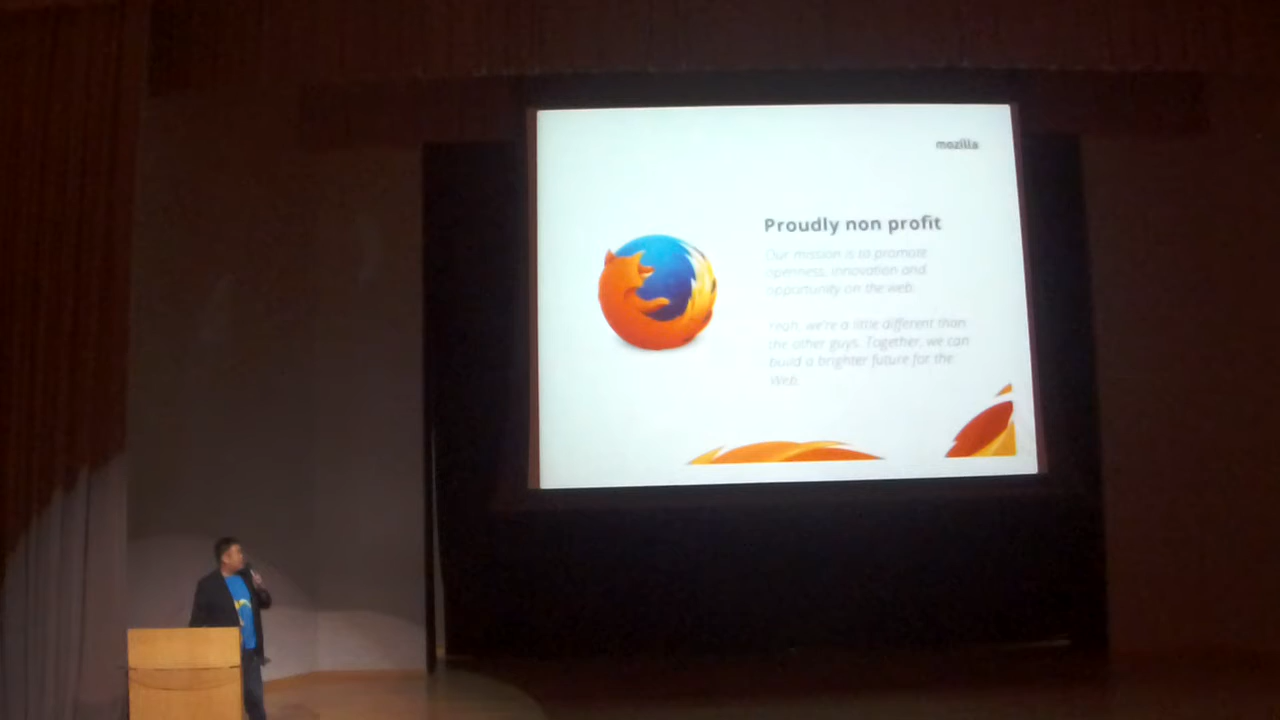 mozilla
Proudly non profit
Our mission is to promote
openness, innovation and
opportunity on the web.
Yeah, we're a little different than
the other guys. Together, we can
build a brighter future for the
Web.